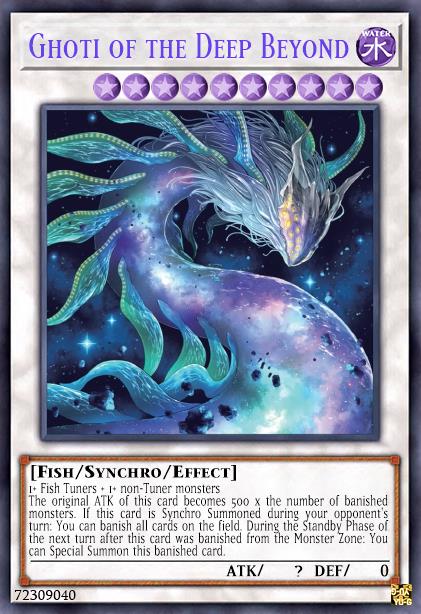 GHOTI OF THE DEEP BEYOND
WATER
水
[FISH/SYNCHRO/EFFECT]
1+ Fish Tuners + 1+ non-Tuner monsters
The original ATK of this card becomes 500 x the number of banished
monsters. If this card is Synchro Summoned during your opponent's
turn: You can banish all cards on the field. During the Standby Phase of
the next turn after this card was banished from the Monster Zone: You
can Special Summon this banished card.
ATK/ ? DEF/ 0
72309040